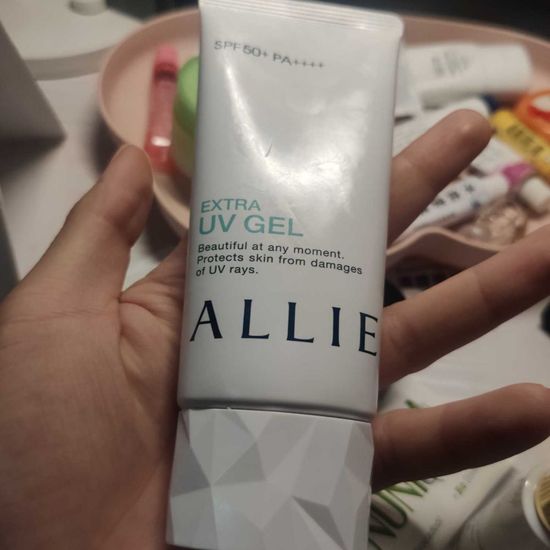 SPF50+ PA++++
EXTRA
UV GEL
Beautiful at any moment.
Protects skin from damages
of UV rays.
ALLIE